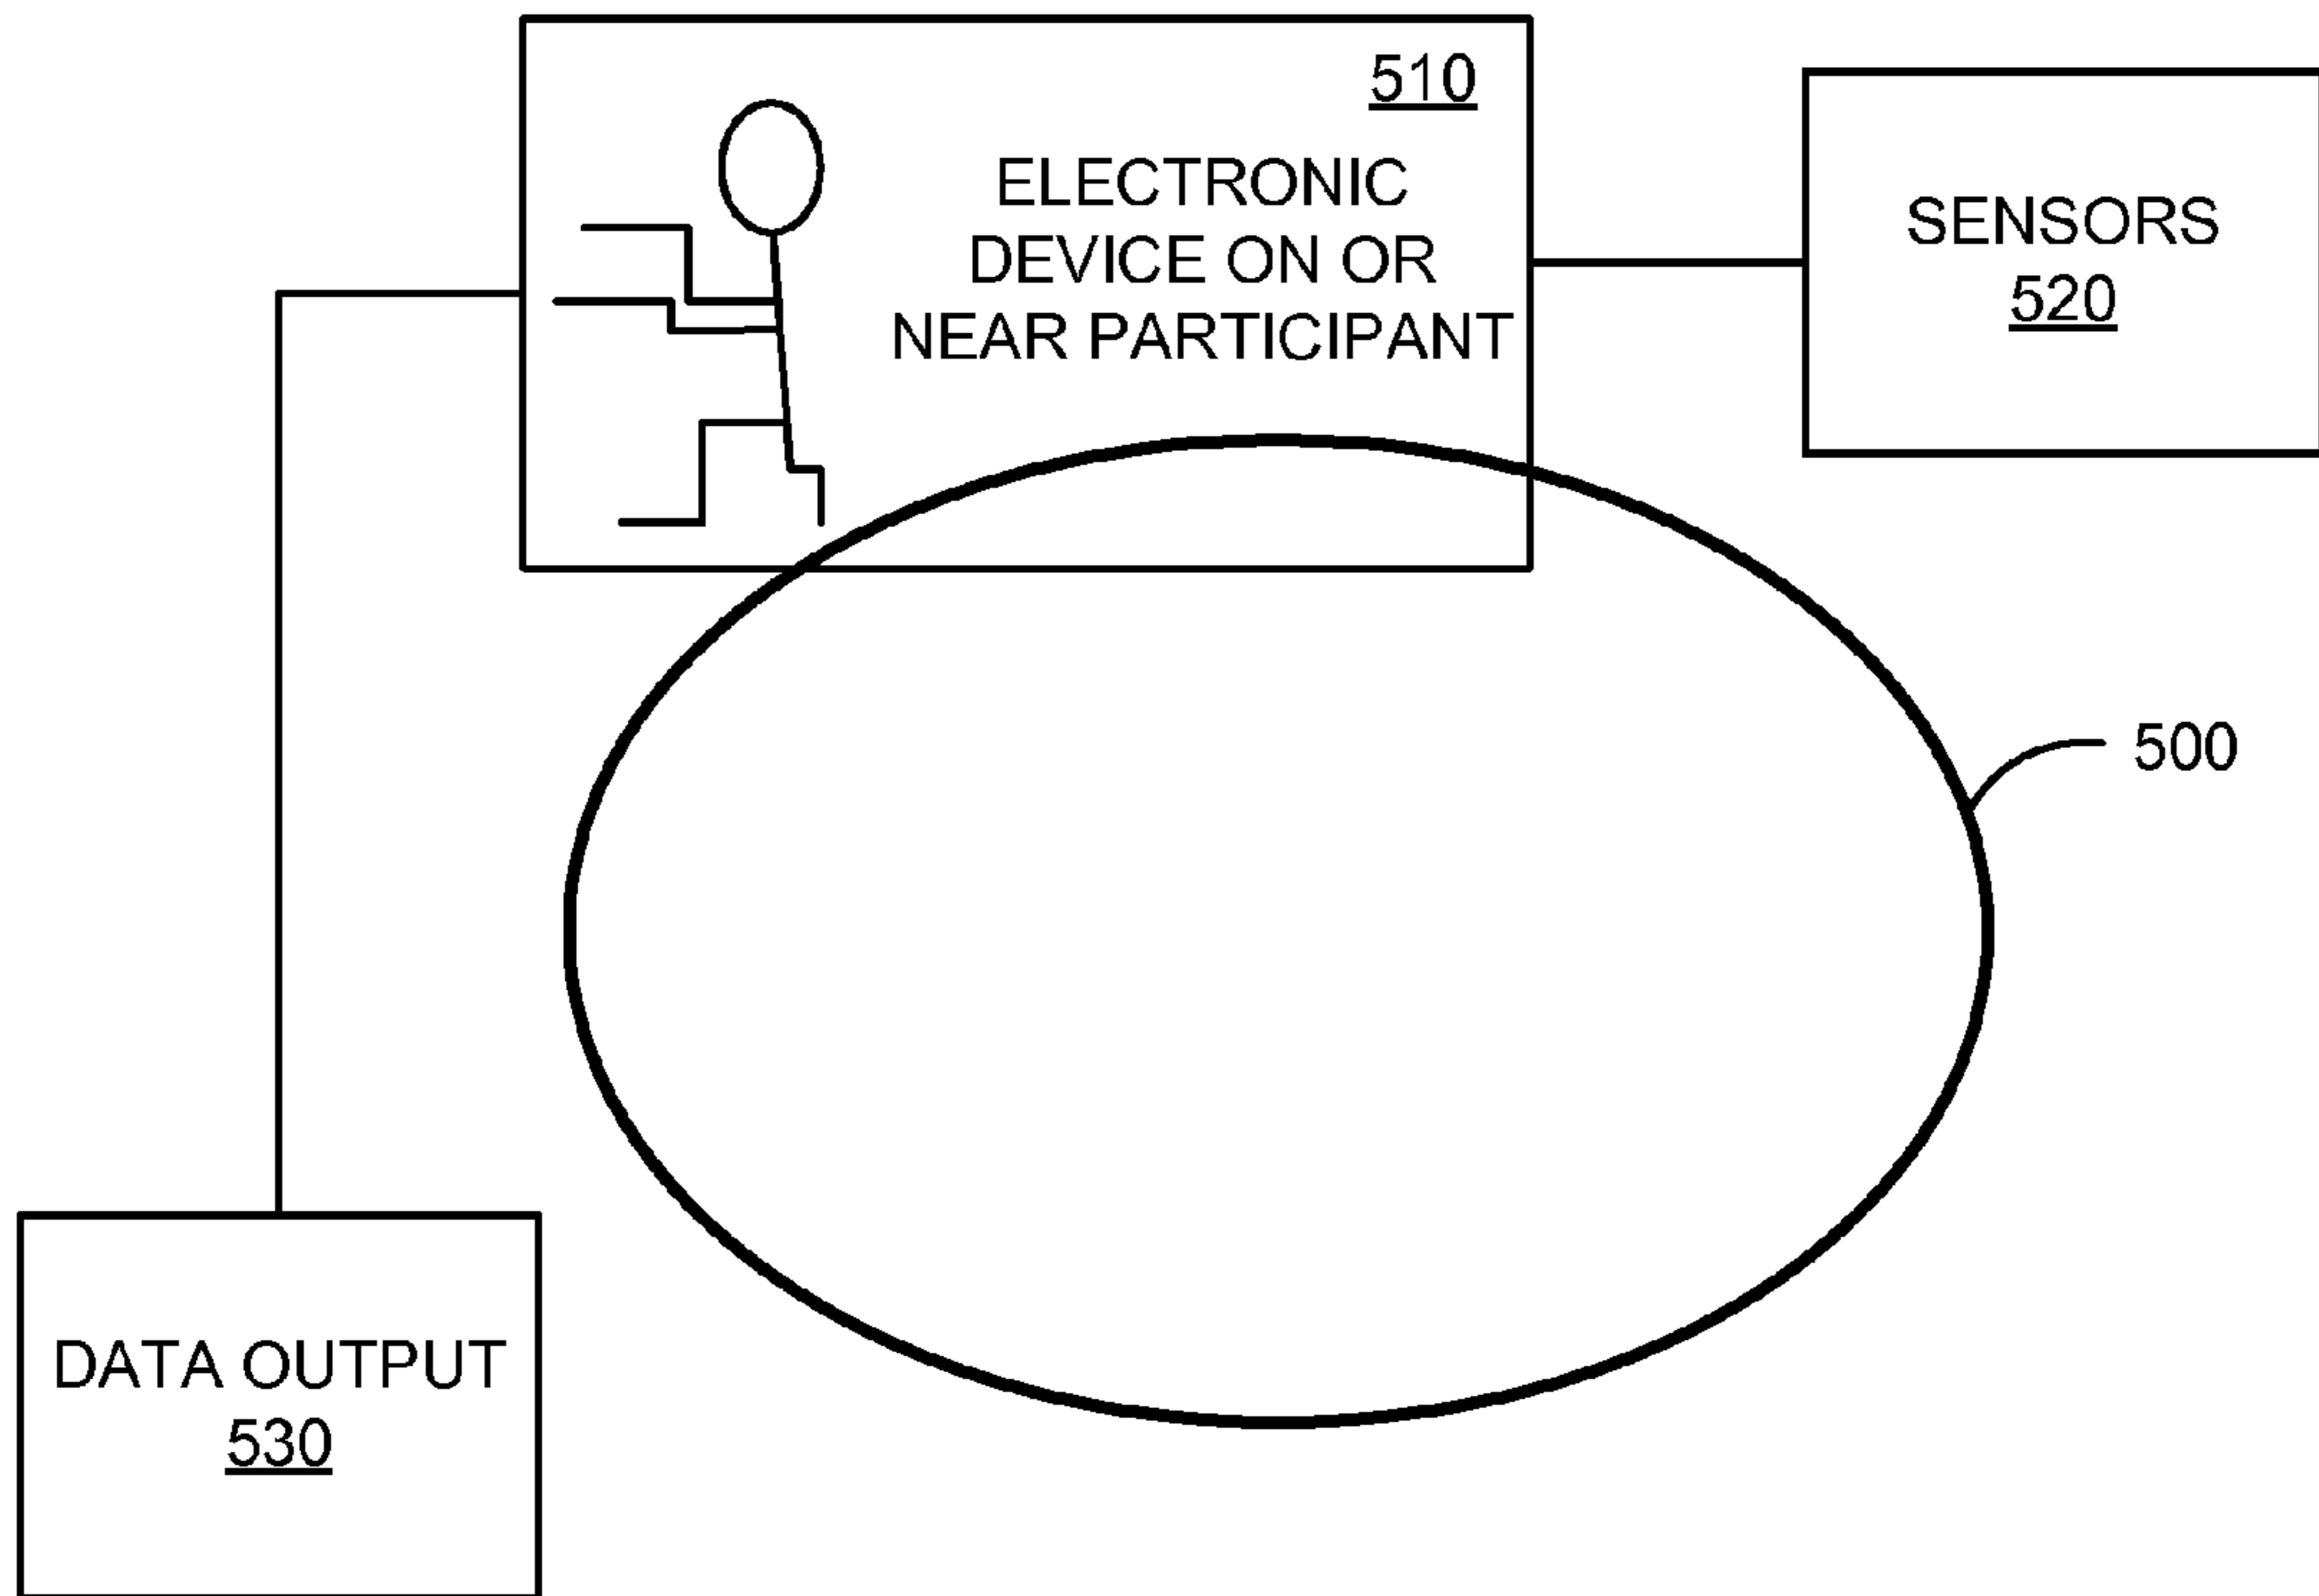 510
ELECTRONIC
DEVICE ON OR
NEAR PARTICIPANT
SENSORS
520
500
DATA OUTPUT
530